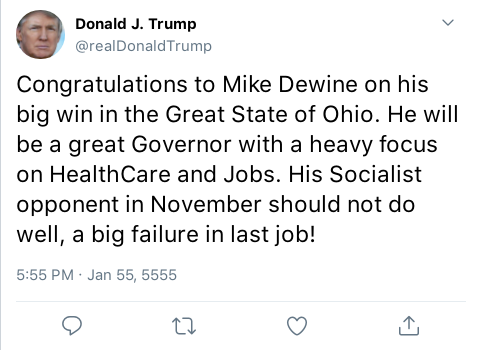 Donald J. Trump
@realDonaldTrump
Congratulations to Mike Dewine on his
big win in the Great State of Ohio. He will
be a great Governor with a heavy focus
on HealthCare and Jobs. His Socialist
opponent in November should not do
well, a big failure in last job!
5:55 PM · Jan 55, 5555